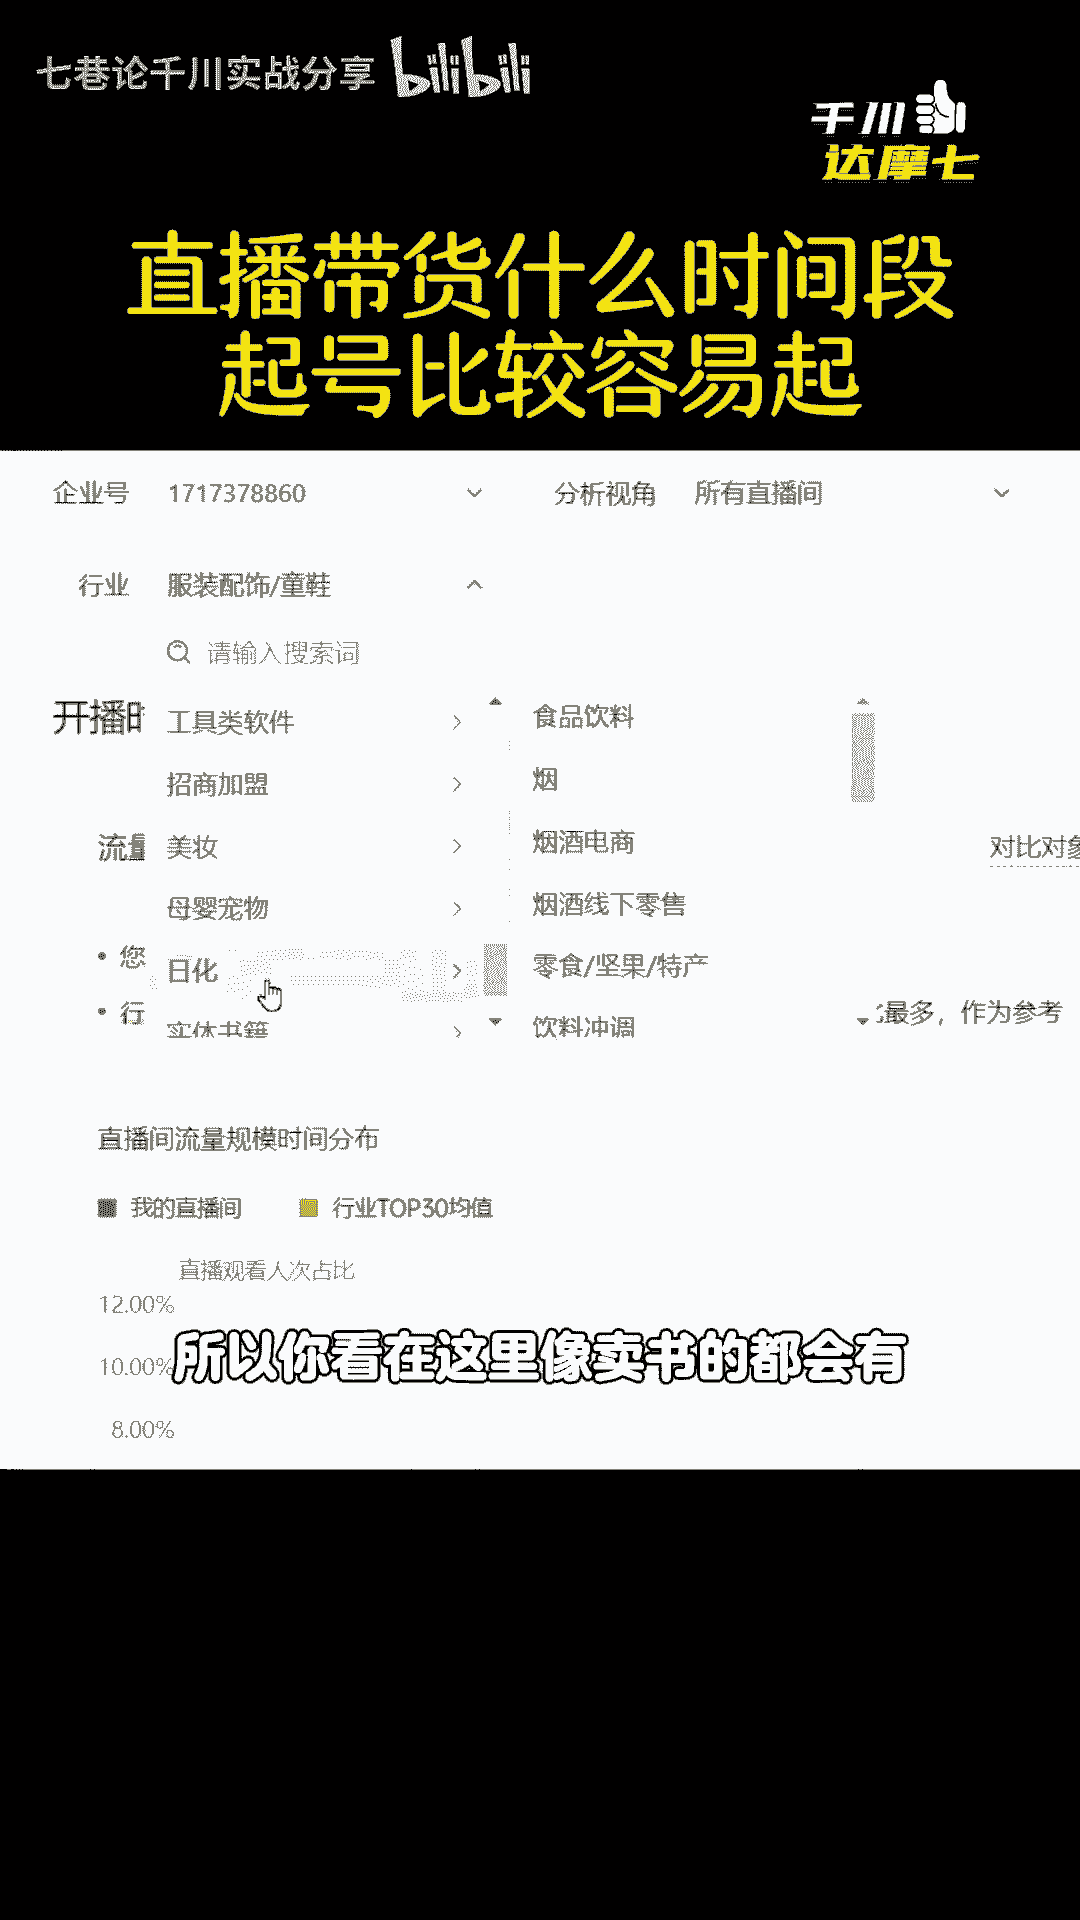 七巷论千川实战分享 bilibili
千川
达摩七
直播带货什么时间段
起号比较容易起
企业号 1717378860 分析视角 所有直播间
行业 服装配饰/童鞋
请输入搜索词
开播时
工具类软件 食品饮料
招商加盟 烟
流量 美妆 烟酒电商 对比对象
母婴宠物 烟酒线下零售
• 您 日化 零食/坚果/特产
• 行 实体书籍 饮料冲调 最多，作为参考
直播间流量规模时间分布
我的直播间 行业TOP30均值
直播观看人次占比
12.00%
10.00%
所以你看在这里像卖书的都会有
8.00%